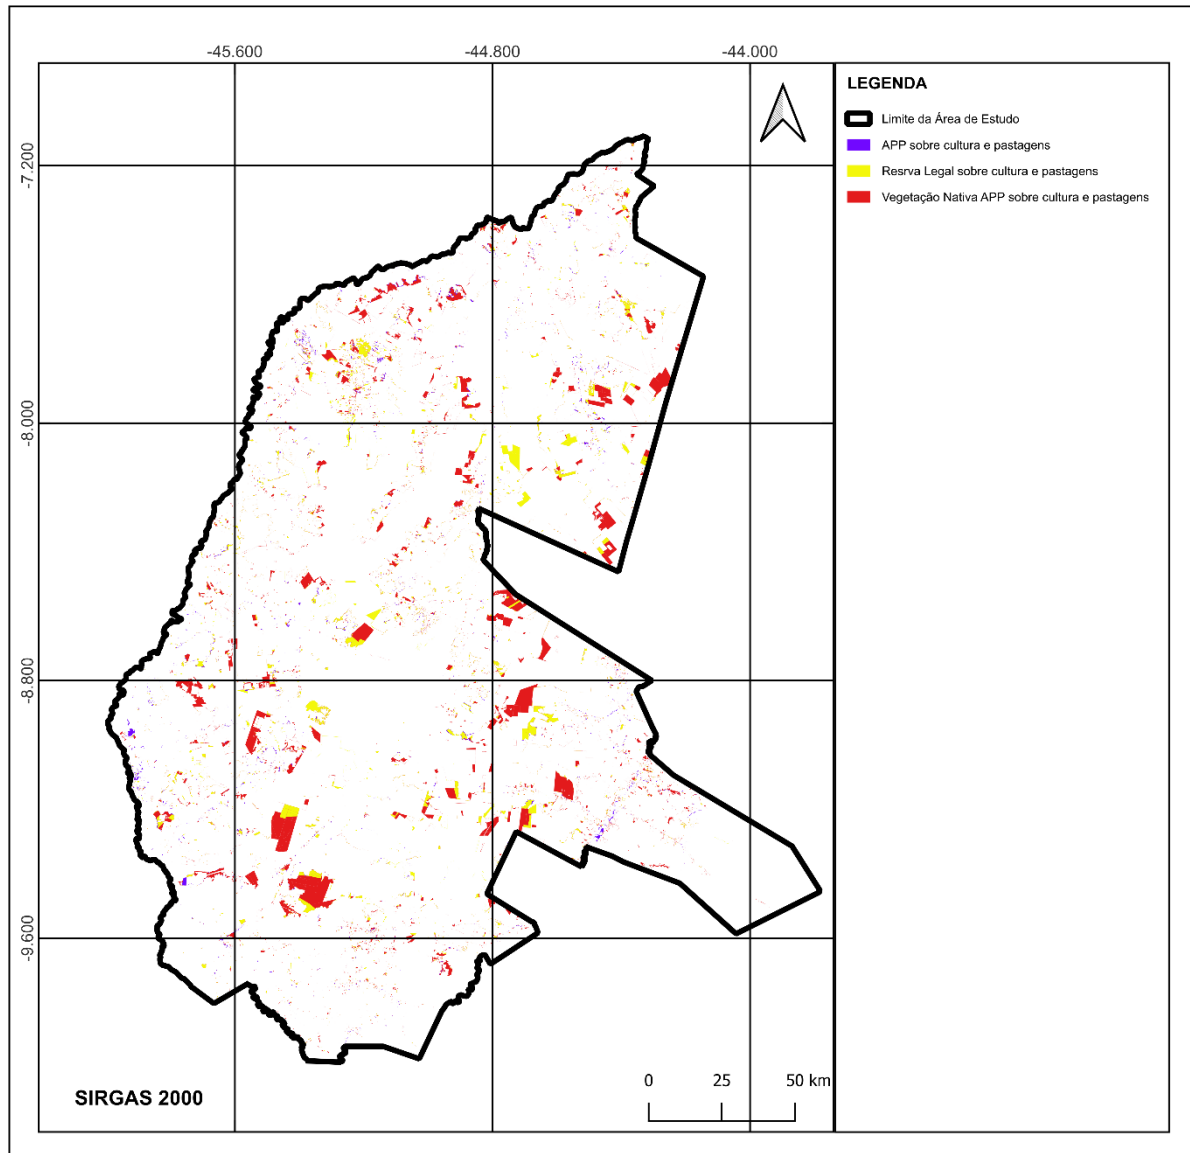 -45.600 -44.800 -44.000
LEGENDA
Limite da Área de Estudo
APP sobre cultura e pastagens
Resrva Legal sobre cultura e pastagens
Vegetação Nativa APP sobre cultura e pastagens
-7.200
-8.000
-8.800
-9.600
0 25 50 km
SIRGAS 2000